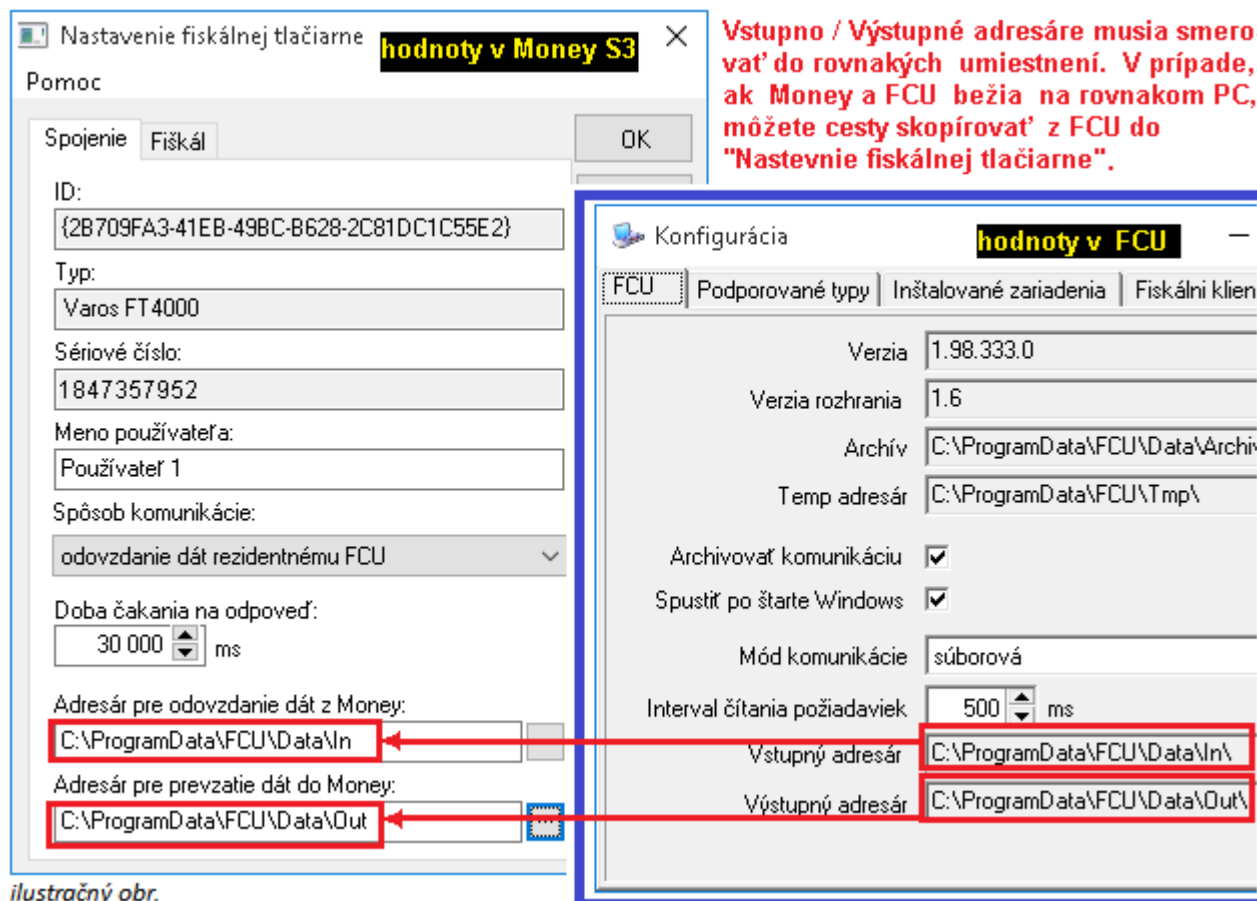 Nastavenie fiskálnej tlačiarne
hodnoty v Money S3
Pomoc
Spojenie
Fiškál
OK
ID:
{2B709FA3-41EB-49BC-B628-2C81DC1C55E2}
Typ:
Varos FT4000
Sériové číslo:
1847357952
Meno používateľa:
Používateľ 1
Spôsob komunikácie:
odovzdanie dát rezidentnému FCU
Doba čakania na odpoveď:
30 000 ms
Adresár pre odovzdanie dát z Money:
C:\ProgramData\FCU\Data\In
Adresár pre prevzatie dát do Money:
C:\ProgramData\FCU\Data\Out
...
ilustračný obr.
Vstupno / Výstupné adresáre musia smero
vať do rovnakých umiestnení. V prípade,
ak Money a FCU bežia na rovnakom PC,
môžete cesty skopírovať z FCU do
"Nastevnie fiskálnej tlačiarne".
Konfigurácia
hodnoty v FCU
FCU
Podporované typy
Inštalované zariadenia
Fiskálni klien
Verzia 1.98.333.0
Verzia rozhrania 1.6
Archív C:\ProgramData\FCU\Data\Archiv
Temp adresár C:\ProgramData\FCU\Tmp\
Archivovať komunikáciu
Spustiť po štarte Windows
Mód komunikácie súborová
Interval čítania požiadaviek 500 ms
Vstupný adresár C:\ProgramData\FCU\Data\In\
Výstupný adresár C:\ProgramData\FCU\Data\Out\